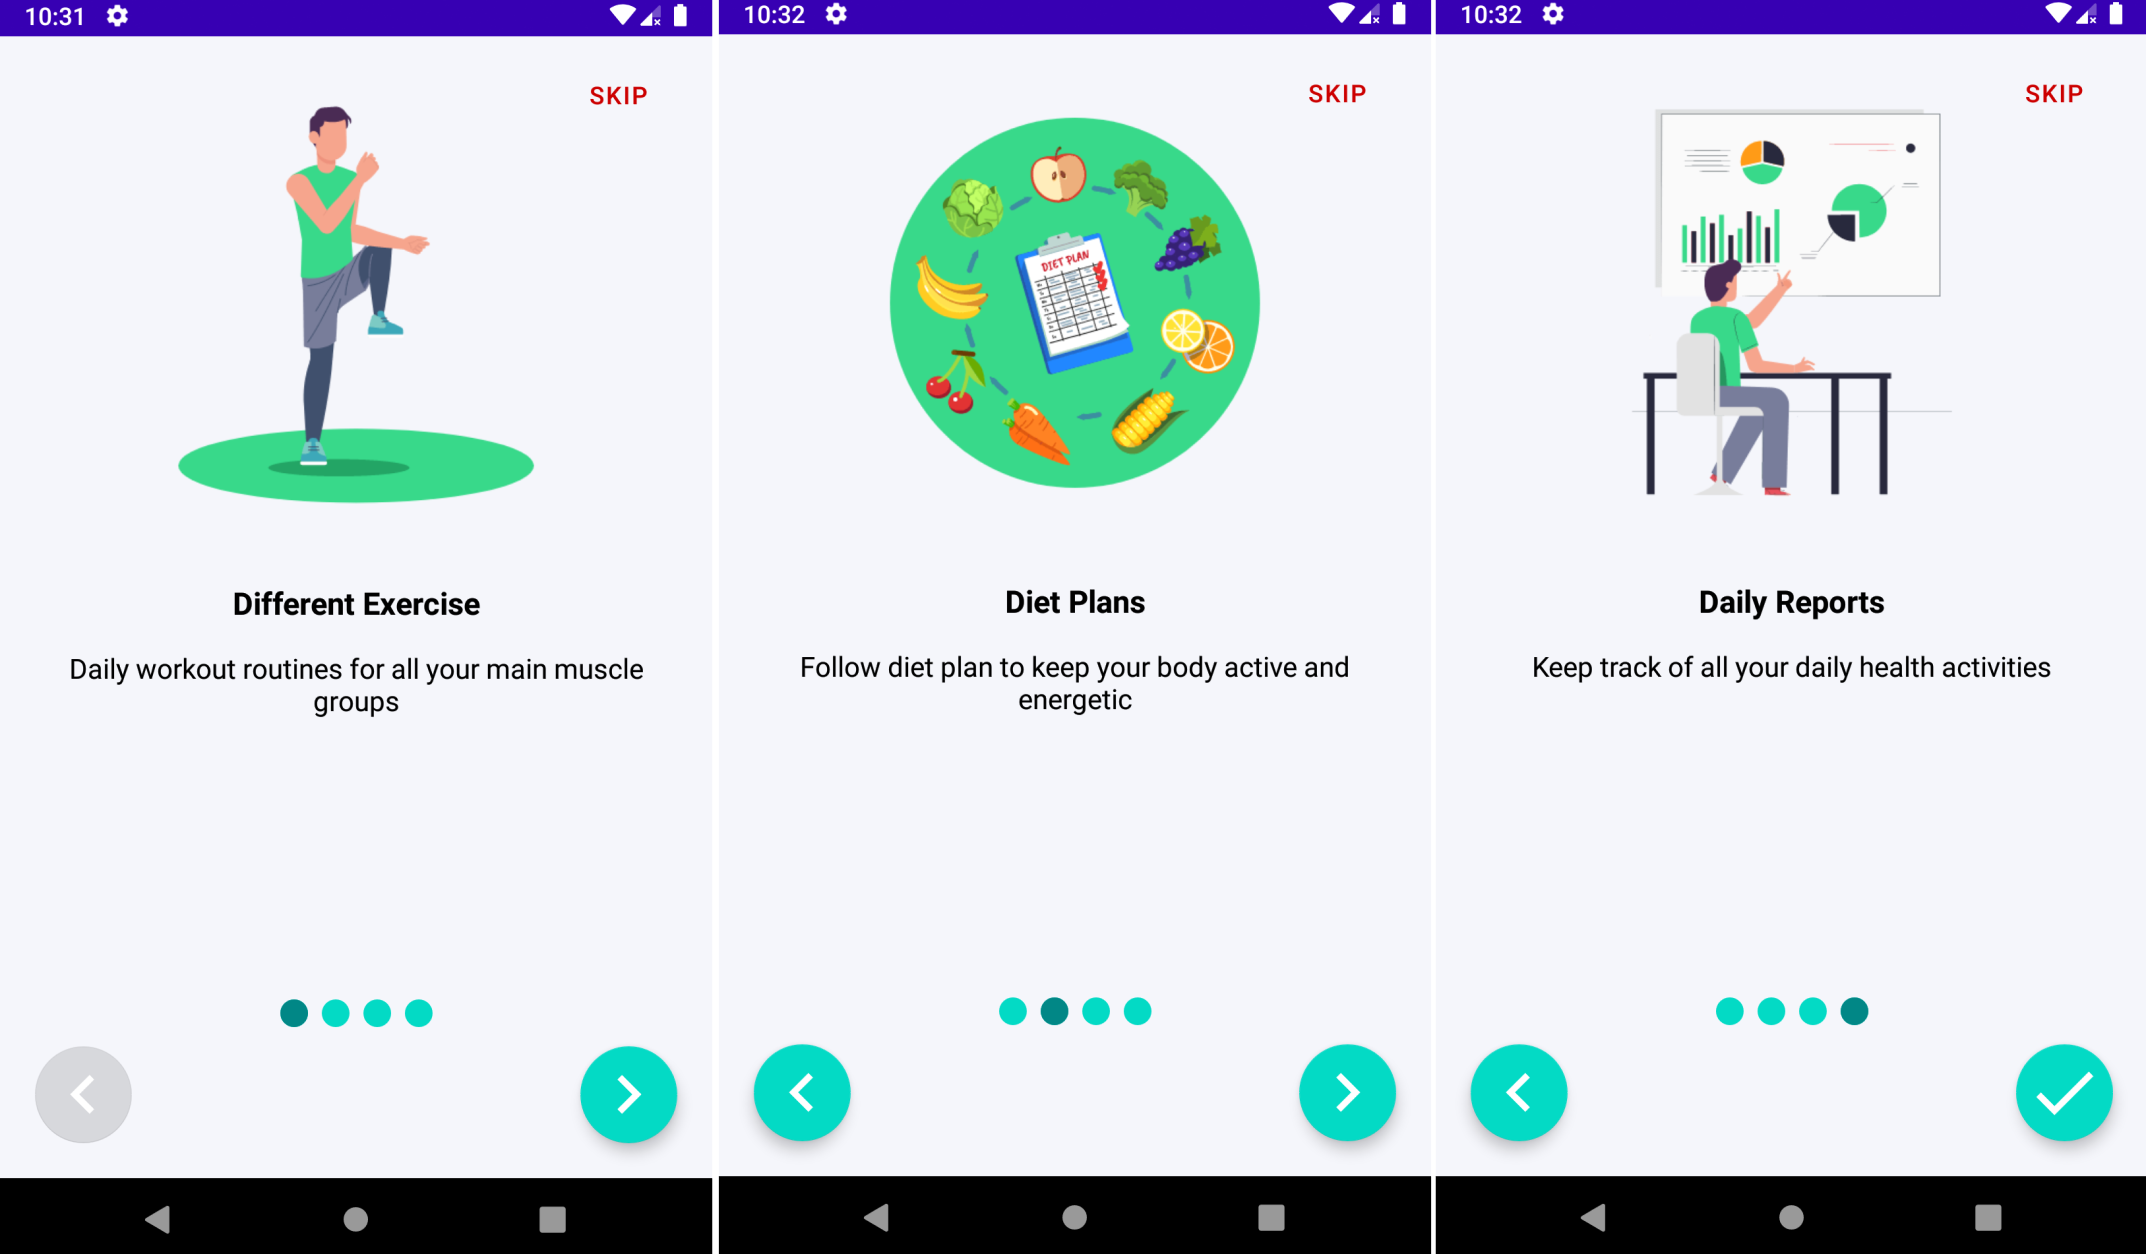 10:31
SKIP
Different Exercise
Daily workout routines for all your main muscle
groups
10:32
SKIP
DIET PLAN
Diet Plans
Follow diet plan to keep your body active and
energetic
10:32
SKIP
Daily Reports
Keep track of all your daily health activities